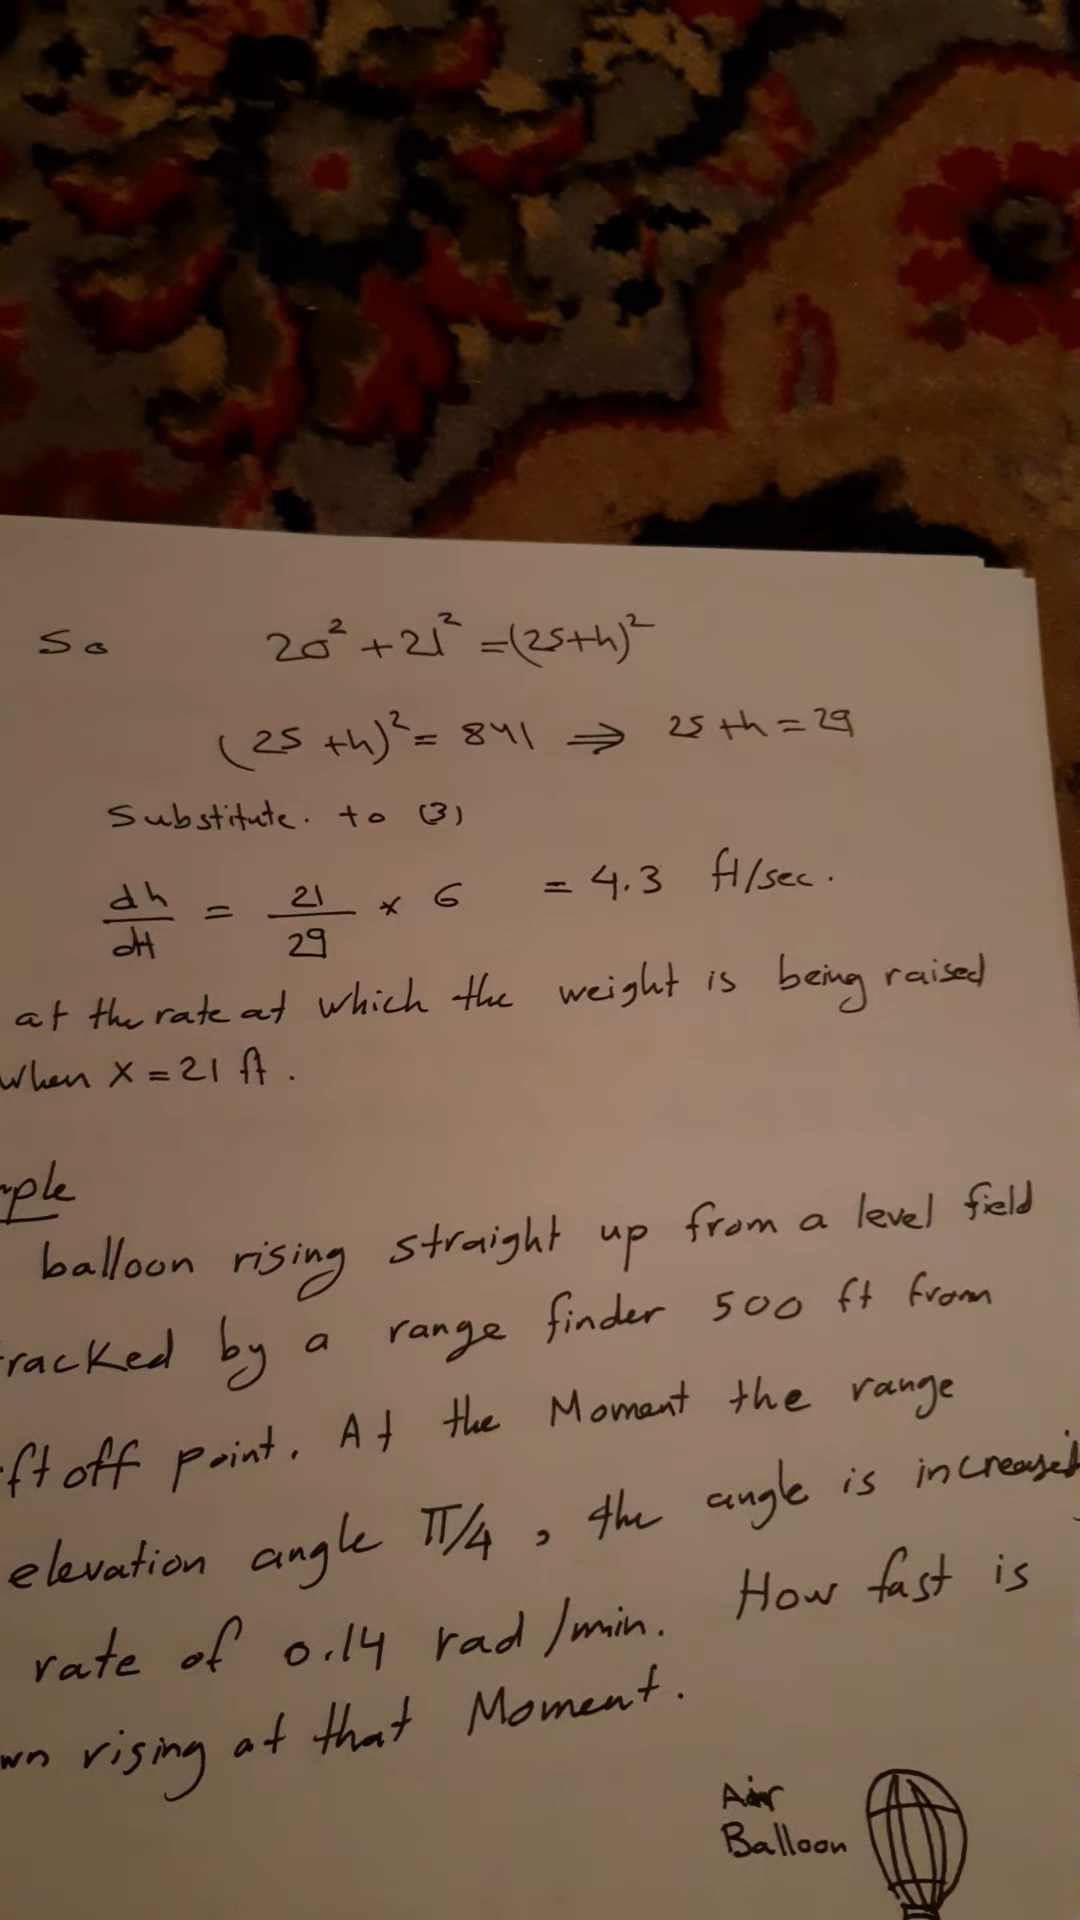 So 20² + 21² = (25+h)²
(25 + h)² = 841 ⇒ 25 + h = 29
Substitute. to (3)
dh/dt = 21/29 × 6 = 4.3 ft/sec.
at the rate at which the weight is being raised
when x = 21 ft.
mple
balloon rising straight up from a level field
racked by a range finder 500 ft from
ft off point. At the Moment the range
elevation angle π/4, the angle is increased
rate of 0.14 rad/min. How fast is
wn rising at that Moment.
Air
Balloon